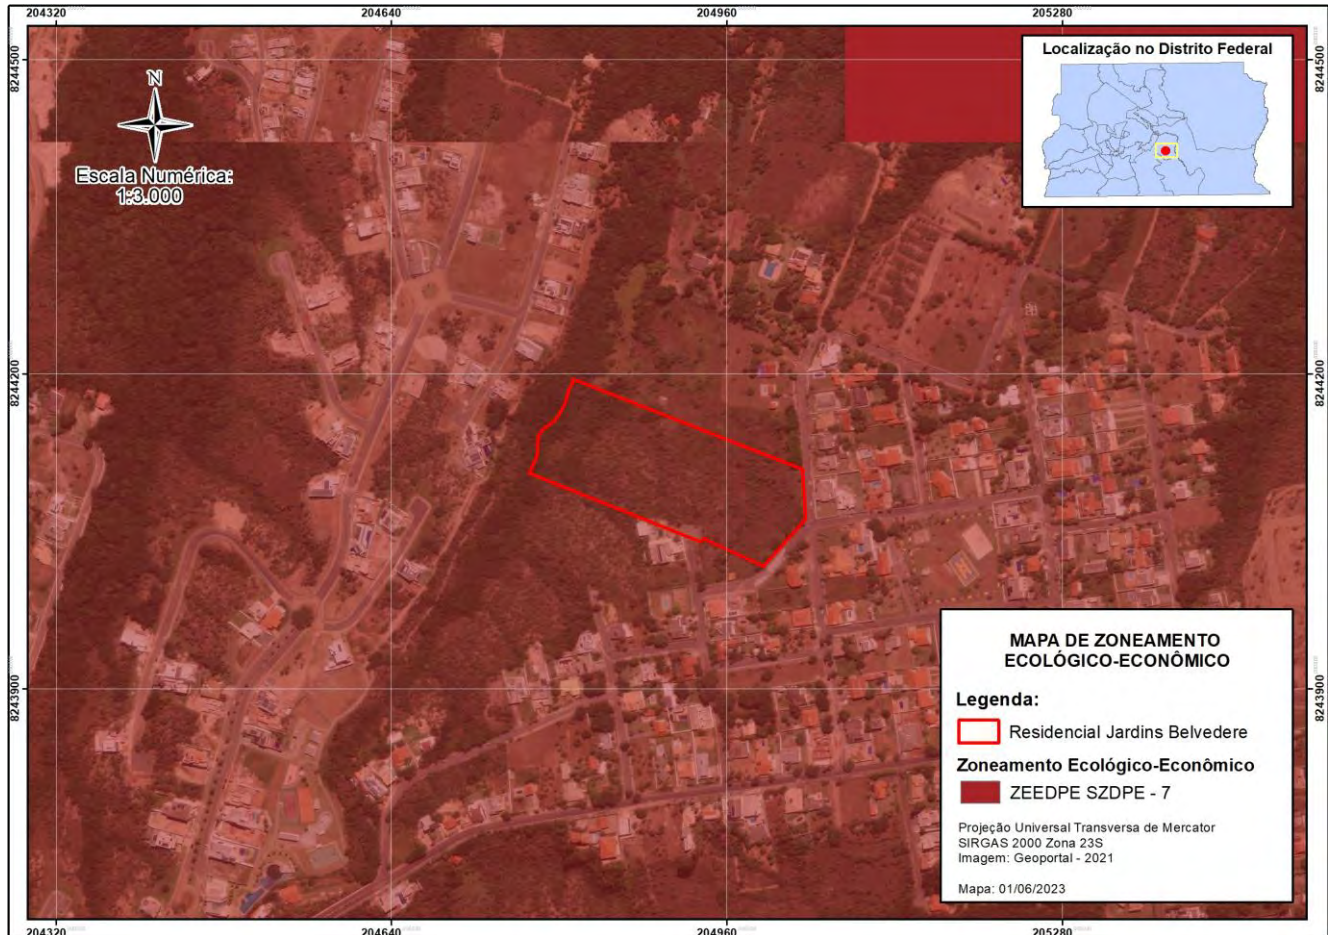 204320
204640
204960
205280
8244500
8244500
N
Escala Numérica:
1:3.000
Localização no Distrito Federal
8244200
8244200
8243900
8243900
MAPA DE ZONEAMENTO
ECOLÓGICO-ECONÔMICO
Legenda:
Residencial Jardins Belvedere
Zoneamento Ecológico-Econômico
ZEEDPE SZDPE - 7
Projeção Universal Transversa de Mercator
SIRGAS 2000 Zona 23S
Imagem: Geoportal - 2021
Mapa: 01/06/2023
204320
204640
204960
205280